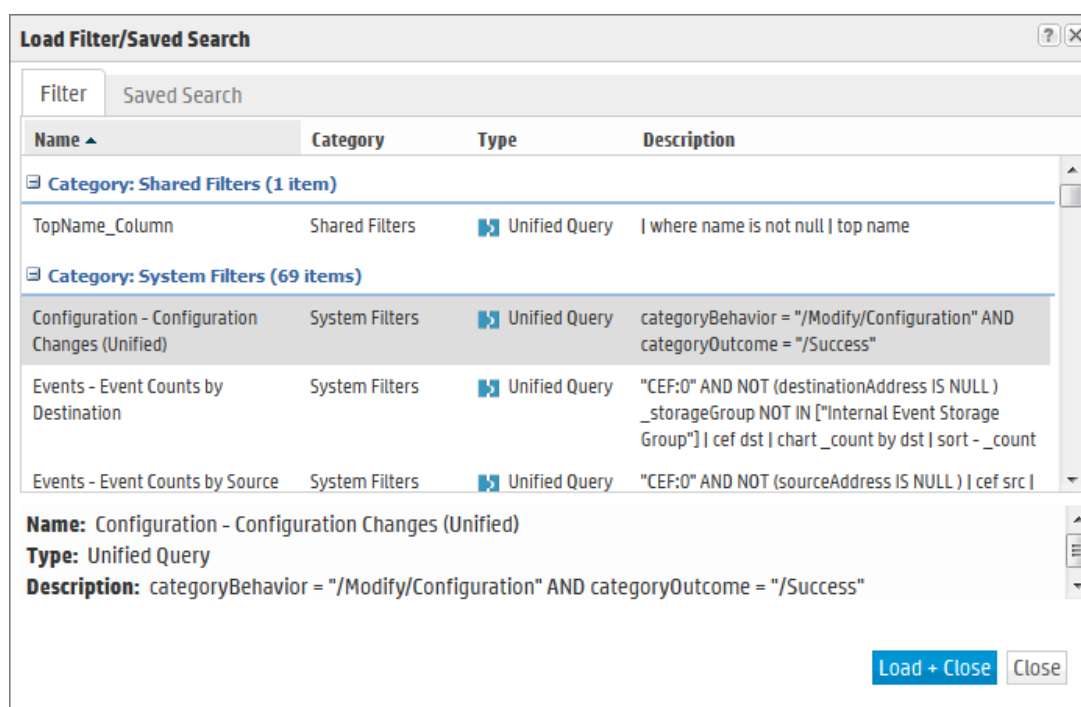 Load Filter/Saved Search
?
Filter Saved Search
Name Category Type Description
Category: Shared Filters (1 item)
TopName_Column Shared Filters Unified Query | where name is not null | top name
Category: System Filters (69 items)
Configuration - Configuration System Filters Unified Query categoryBehavior = "/Modify/Configuration" AND
Changes (Unified) categoryOutcome = "/Success"
Events - Event Counts by System Filters Unified Query "CEF:0" AND NOT (destinationAddress IS NULL )
Destination _storageGroup NOT IN ["Internal Event Storage
Group"] | cef dst | chart _count by dst | sort - _count
Events - Event Counts by Source System Filters Unified Query "CEF:0" AND NOT (sourceAddress IS NULL ) | cef src |
Name: Configuration - Configuration Changes (Unified)
Type: Unified Query
Description: categoryBehavior = "/Modify/Configuration" AND categoryOutcome = "/Success"
Load + Close Close